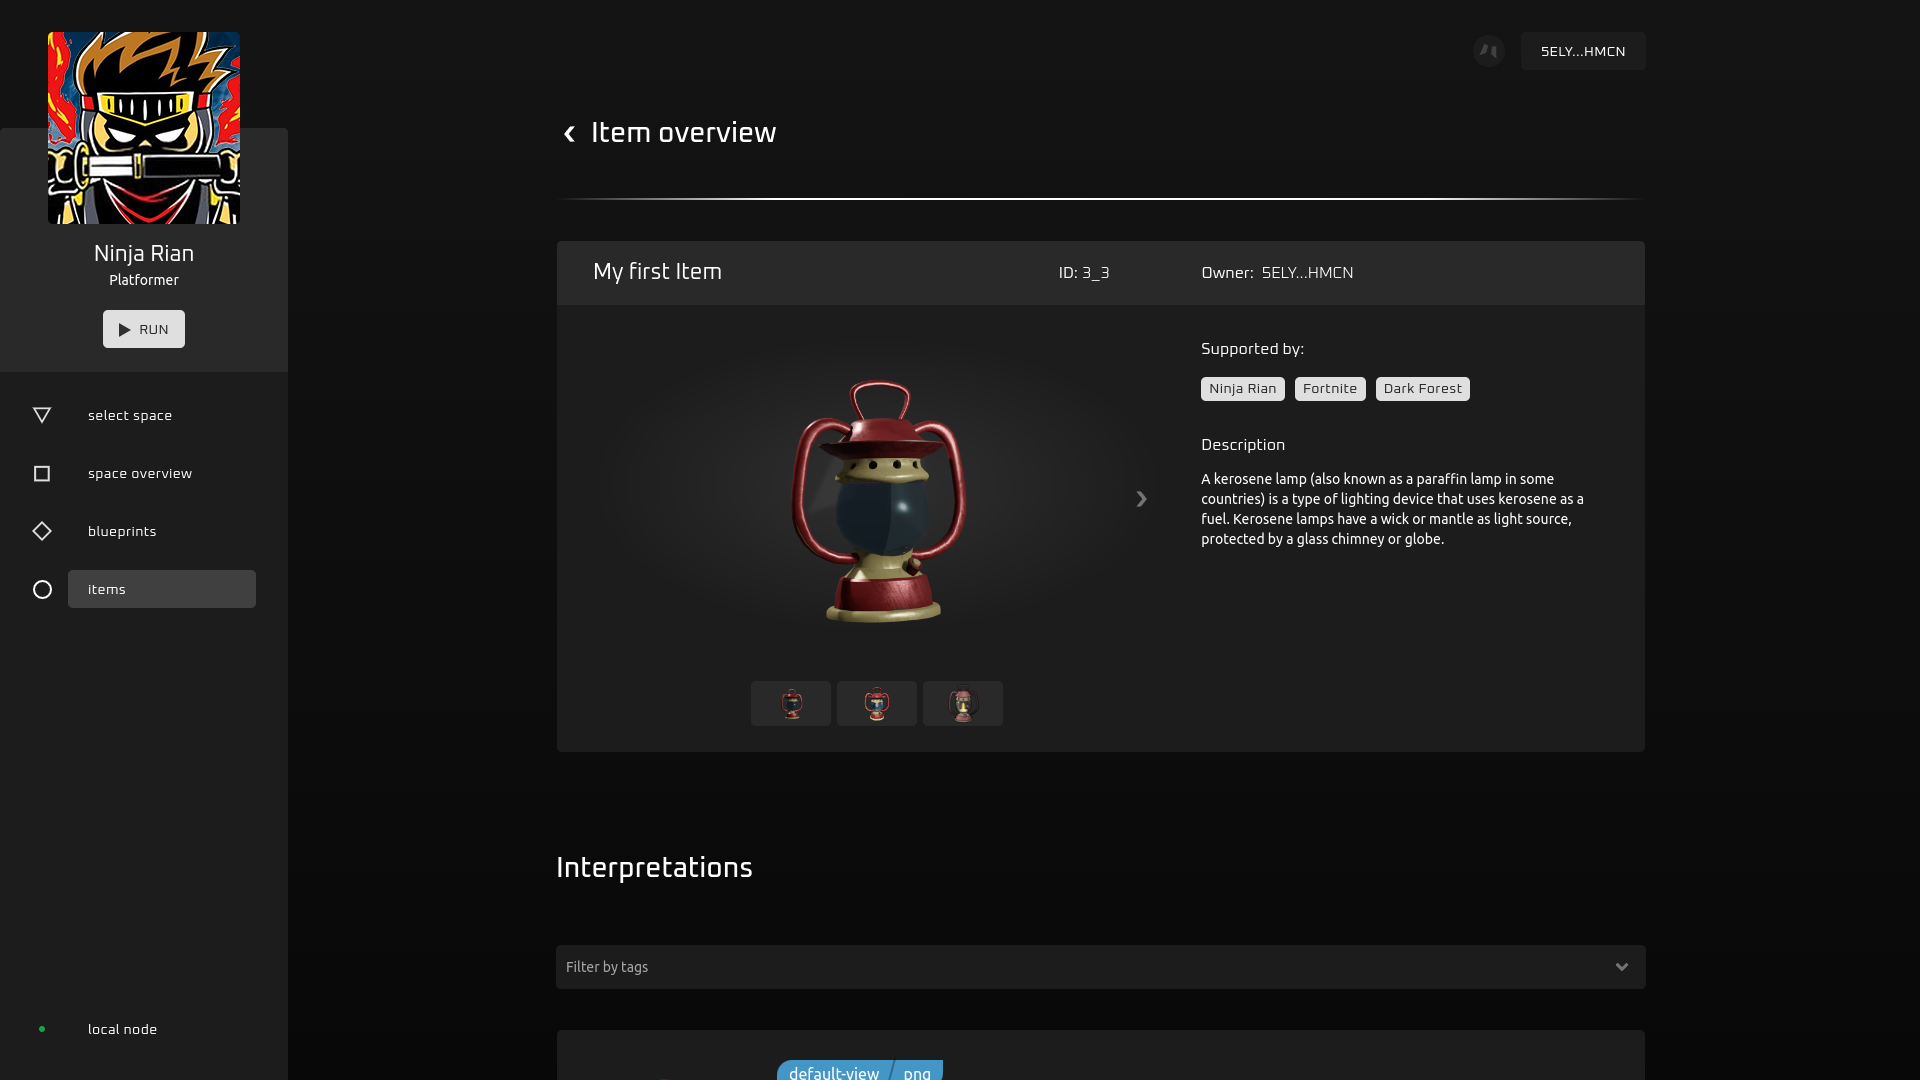 Ninja Rian
Platformer
RUN
select space
space overview
blueprints
items
local node
5ELY...HMCN
Item overview
My first Item
ID: 3_3
Owner: 5ELY...HMCN
Supported by:
Ninja Rian
Fortnite
Dark Forest
Description
A kerosene lamp (also known as a paraffin lamp in some
countries) is a type of lighting device that uses kerosene as a
fuel. Kerosene lamps have a wick or mantle as light source,
protected by a glass chimney or globe.
Interpretations
Filter by tags
default-view
png